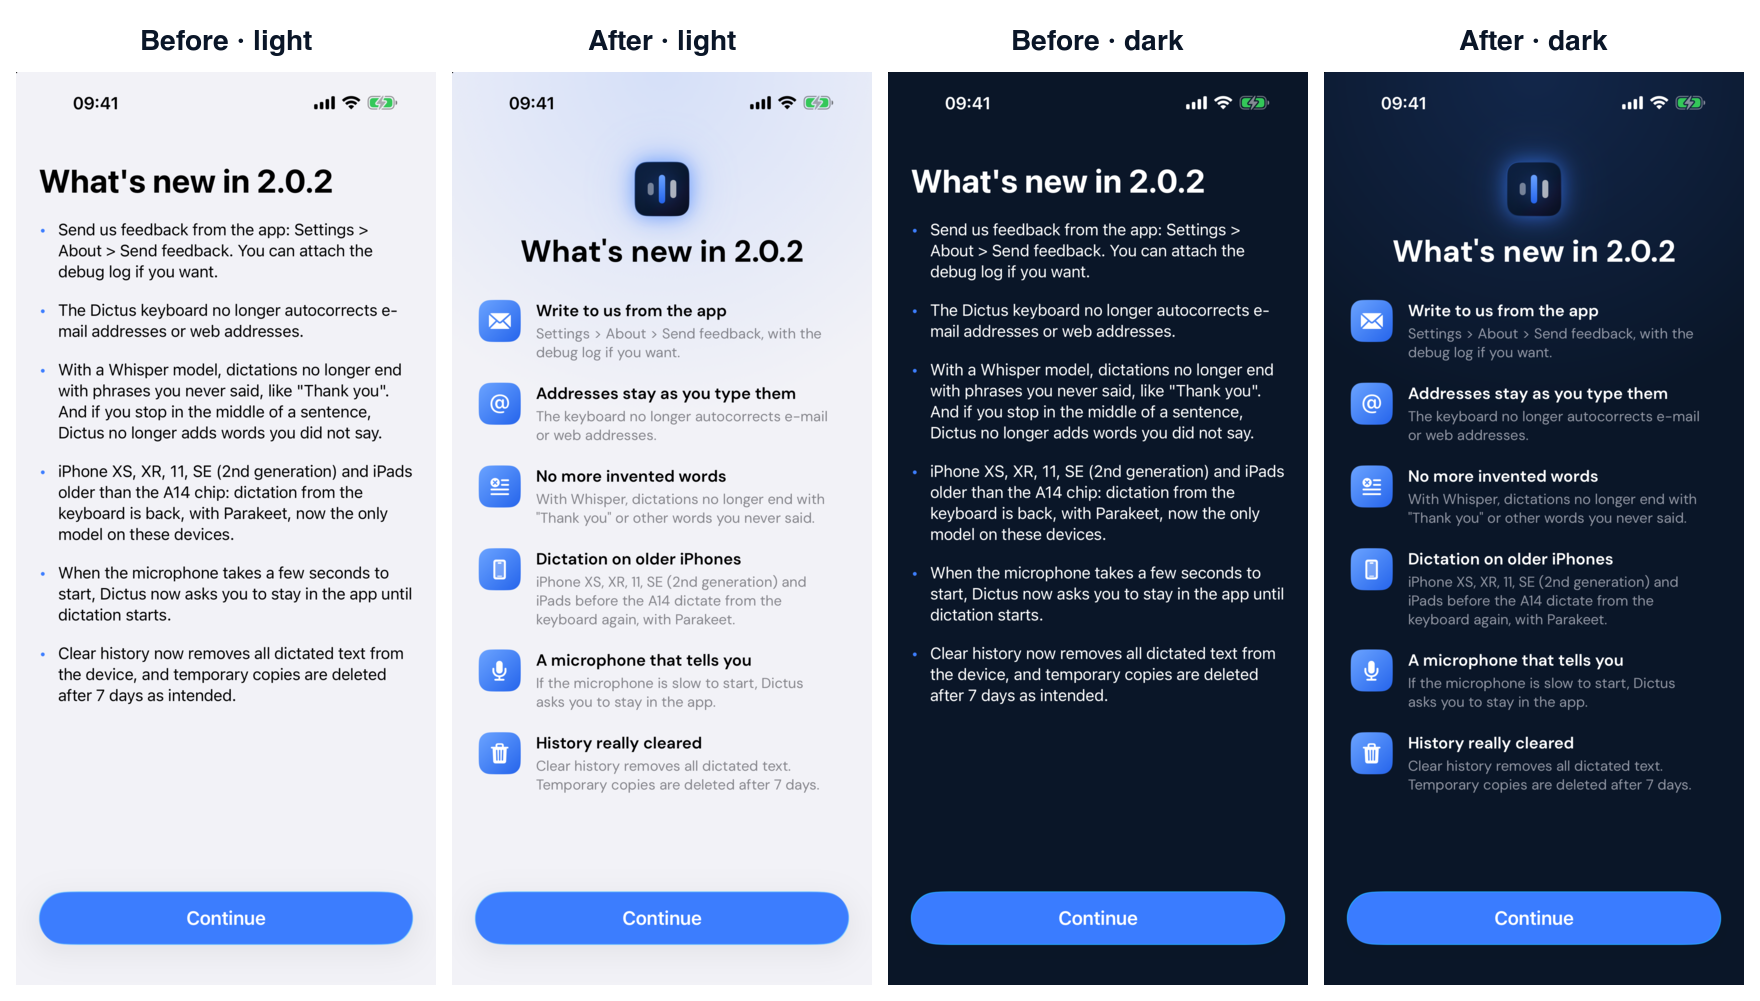 Before · light
09:41
What's new in 2.0.2
• Send us feedback from the app: Settings >
About > Send feedback. You can attach the
debug log if you want.
• The Dictus keyboard no longer autocorrects e-
mail addresses or web addresses.
• With a Whisper model, dictations no longer end
with phrases you never said, like "Thank you".
And if you stop in the middle of a sentence,
Dictus no longer adds words you did not say.
• iPhone XS, XR, 11, SE (2nd generation) and iPads
older than the A14 chip: dictation from the
keyboard is back, with Parakeet, now the only
model on these devices.
• When the microphone takes a few seconds to
start, Dictus now asks you to stay in the app until
dictation starts.
• Clear history now removes all dictated text from
the device, and temporary copies are deleted
after 7 days as intended.
Continue
After · light
09:41
What's new in 2.0.2
Write to us from the app
Settings > About > Send feedback, with the
debug log if you want.
@
Addresses stay as you type them
The keyboard no longer autocorrects e-mail
or web addresses.
No more invented words
With Whisper, dictations no longer end with
"Thank you" or other words you never said.
Dictation on older iPhones
iPhone XS, XR, 11, SE (2nd generation) and
iPads before the A14 dictate from the
keyboard again, with Parakeet.
A microphone that tells you
If the microphone is slow to start, Dictus
asks you to stay in the app.
History really cleared
Clear history removes all dictated text.
Temporary copies are deleted after 7 days.
Continue
Before · dark
09:41
What's new in 2.0.2
• Send us feedback from the app: Settings >
About > Send feedback. You can attach the
debug log if you want.
• The Dictus keyboard no longer autocorrects e-
mail addresses or web addresses.
• With a Whisper model, dictations no longer end
with phrases you never said, like "Thank you".
And if you stop in the middle of a sentence,
Dictus no longer adds words you did not say.
• iPhone XS, XR, 11, SE (2nd generation) and iPads
older than the A14 chip: dictation from the
keyboard is back, with Parakeet, now the only
model on these devices.
• When the microphone takes a few seconds to
start, Dictus now asks you to stay in the app until
dictation starts.
• Clear history now removes all dictated text from
the device, and temporary copies are deleted
after 7 days as intended.
Continue
After · dark
09:41
What's new in 2.0.2
Write to us from the app
Settings > About > Send feedback, with the
debug log if you want.
@
Addresses stay as you type them
The keyboard no longer autocorrects e-mail
or web addresses.
No more invented words
With Whisper, dictations no longer end with
"Thank you" or other words you never said.
Dictation on older iPhones
iPhone XS, XR, 11, SE (2nd generation) and
iPads before the A14 dictate from the
keyboard again, with Parakeet.
A microphone that tells you
If the microphone is slow to start, Dictus
asks you to stay in the app.
History really cleared
Clear history removes all dictated text.
Temporary copies are deleted after 7 days.
Continue